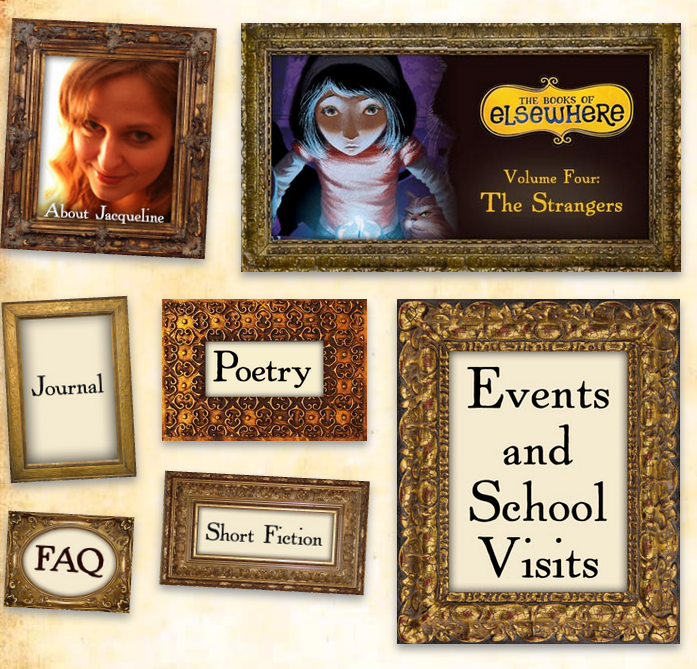 About Jacqueline
THE BOOKS OF
ELSEWHERE
Volume Four:
The Strangers
Journal
Poetry
Events
and
School
Visits
Short Fiction
FAQ